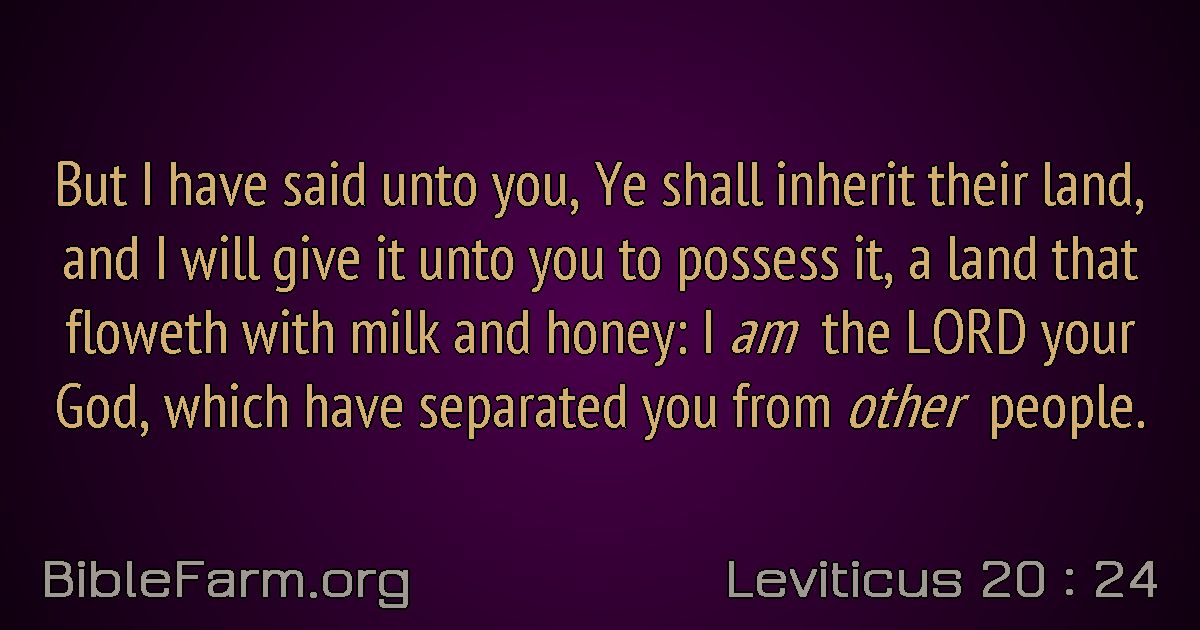 But I have said unto you, Ye shall inherit their land,
and I will give it unto you to possess it, a land that
floweth with milk and honey: I am the LORD your
God, which have separated you from other people.
BibleFarm.org
Leviticus 20 : 24